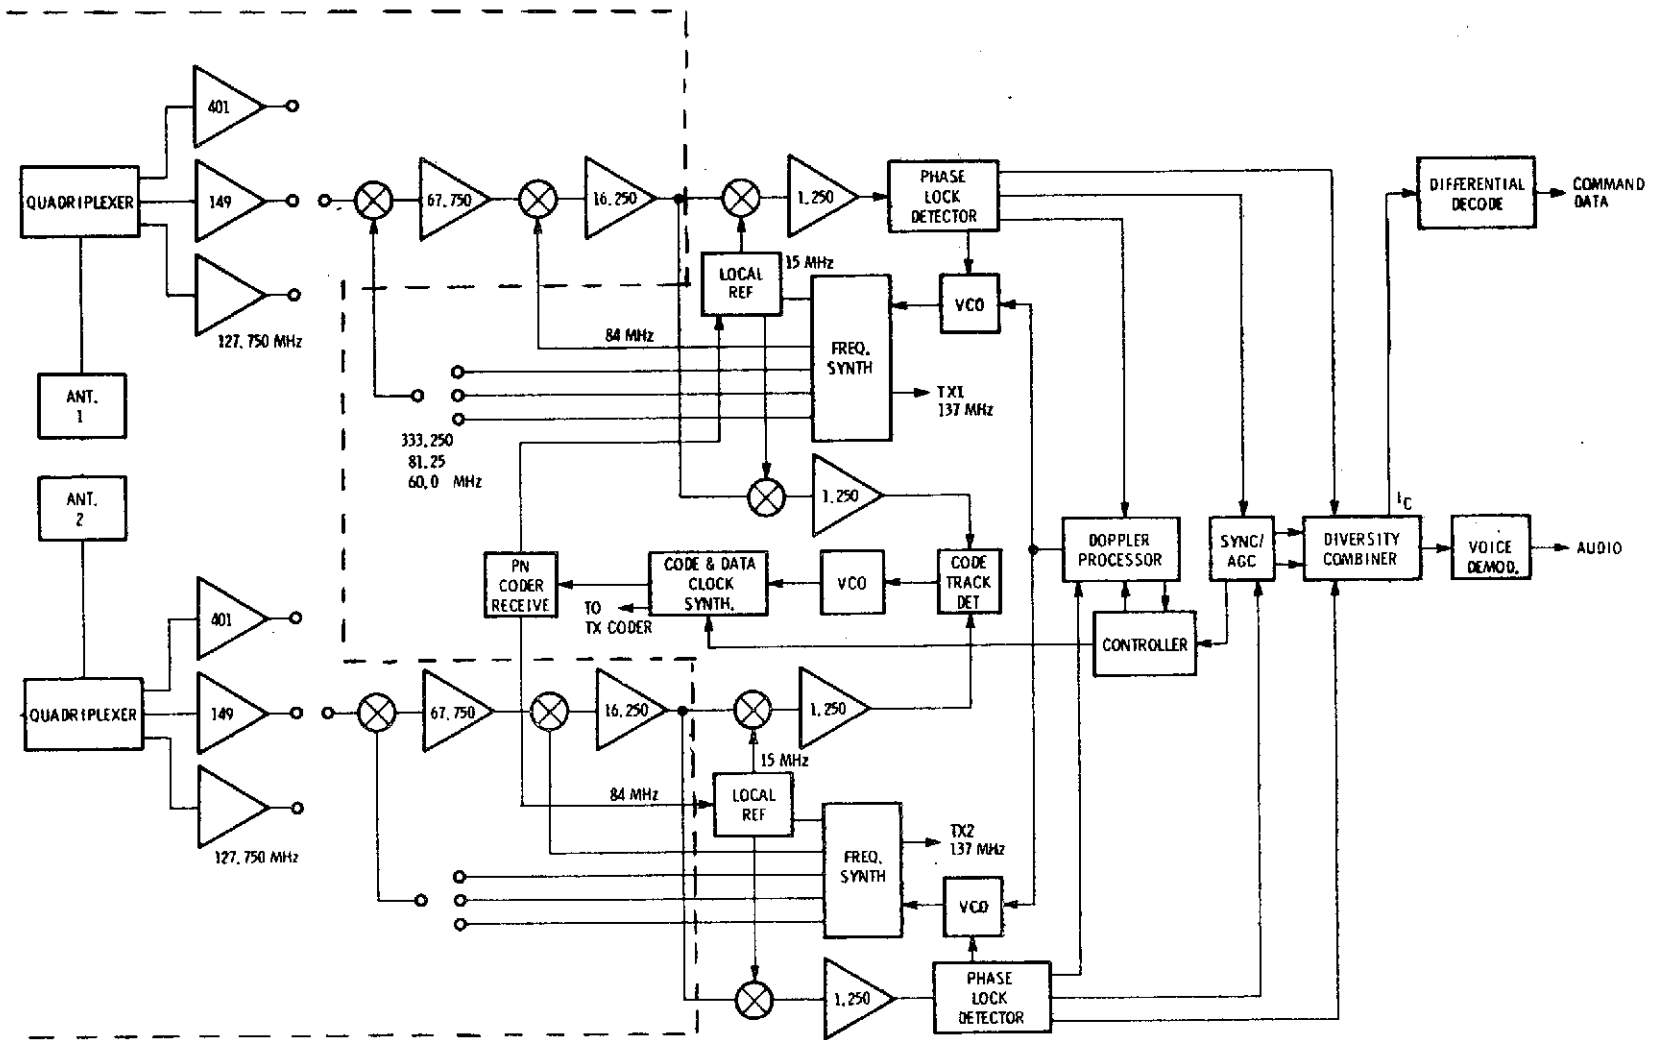 401
QUADRIPLEXER
149
127.750 MHz
ANT.
1
67.750
16.250
1.250
PHASE
LOCK
DETECTOR
DIFFERENTIAL
DECODE
COMMAND
DATA
LOCAL
REF
15 MHz
VCO
84 MHz
FREQ.
SYNTH
TX1
137 MHz
333.250
81.25
60.0 MHz
1.250
ANT.
2
PN
CODER
RECEIVE
CODE & DATA
CLOCK
SYNTH.
TO
TX CODER
VCO
CODE
TRACK
DET
DOPPLER
PROCESSOR
CONTROLLER
SYNC/
AGC
IC
DIVERSITY
COMBINER
VOICE
DEMOD.
AUDIO
401
QUADRIPLEXER
149
127.750 MHz
67.750
16.250
1.250
15 MHz
84 MHz
LOCAL
REF
FREQ.
SYNTH
TX2
137 MHz
VCO
1.250
PHASE
LOCK
DETECTOR